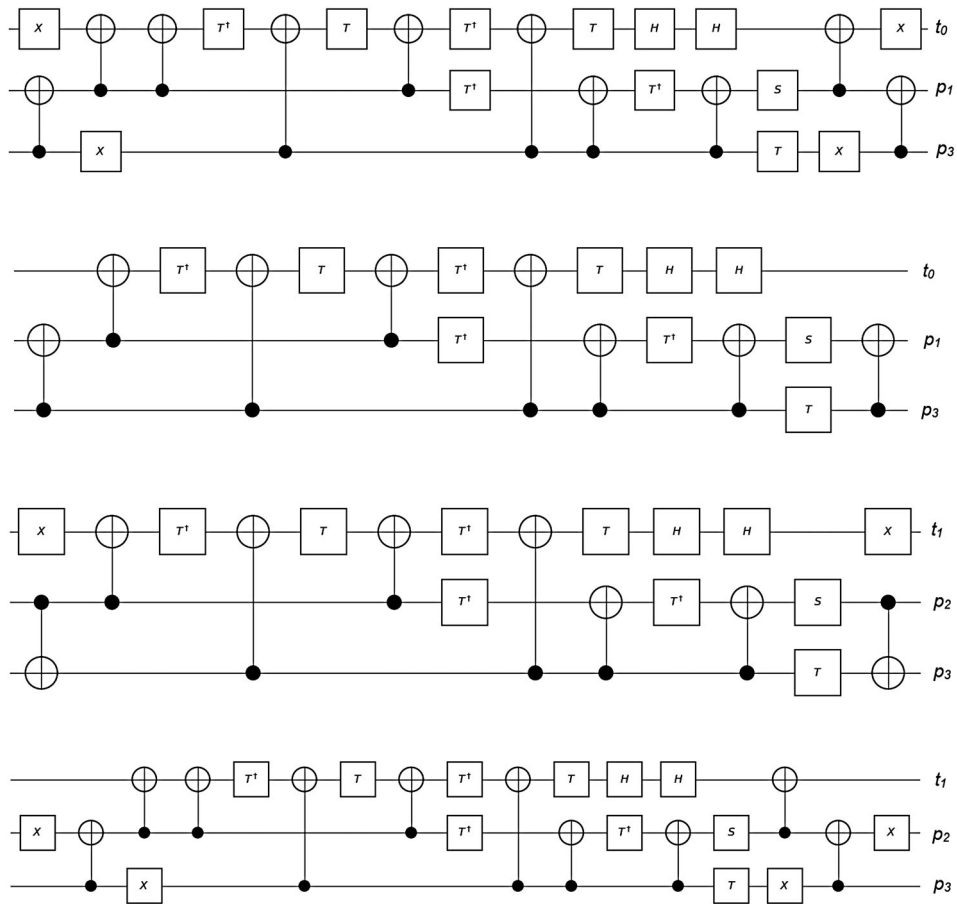 X T† T T† T H H X t₀
T† T† S p₁
X T X p₃
T† T T† T H H t₀
T† T† S p₁
T p₃
X T† T T† T H H X t₁
T† T† S p₂
T p₃
T† T T† T H H t₁
X T† T† S X p₂
X T X p₃